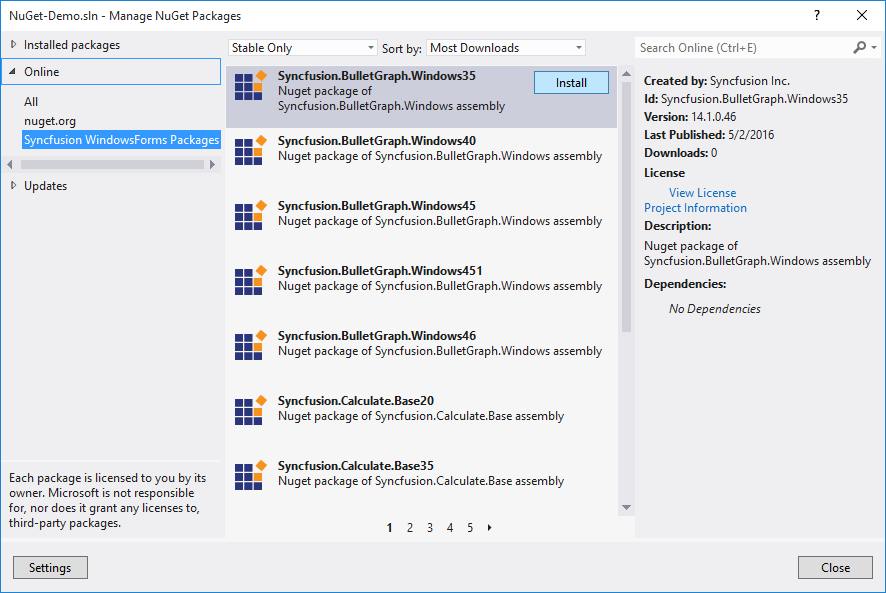 NuGet-Demo.sln - Manage NuGet Packages
?
Installed packages
Online
All
nuget.org
Syncfusion WindowsForms Packages
Updates
Each package is licensed to you by its
owner. Microsoft is not responsible
for, nor does it grant any licenses to,
third-party packages.
Settings
Stable Only
Sort by:
Most Downloads
Syncfusion.BulletGraph.Windows35
Nuget package of
Syncfusion.BulletGraph.Windows assembly
Install
Syncfusion.BulletGraph.Windows40
Nuget package of Syncfusion.BulletGraph.Windows assembly
Syncfusion.BulletGraph.Windows45
Nuget package of Syncfusion.BulletGraph.Windows assembly
Syncfusion.BulletGraph.Windows451
Nuget package of Syncfusion.BulletGraph.Windows assembly
Syncfusion.BulletGraph.Windows46
Nuget package of Syncfusion.BulletGraph.Windows assembly
Syncfusion.Calculate.Base20
Nuget package of Syncfusion.Calculate.Base assembly
Syncfusion.Calculate.Base35
Nuget package of Syncfusion.Calculate.Base assembly
1 2 3 4 5
Search Online (Ctrl+E)
Created by: Syncfusion Inc.
Id: Syncfusion.BulletGraph.Windows35
Version: 14.1.0.46
Last Published: 5/2/2016
Downloads: 0
License
View License
Project Information
Description:
Nuget package of
Syncfusion.BulletGraph.Windows assembly
Dependencies:
No Dependencies
Close